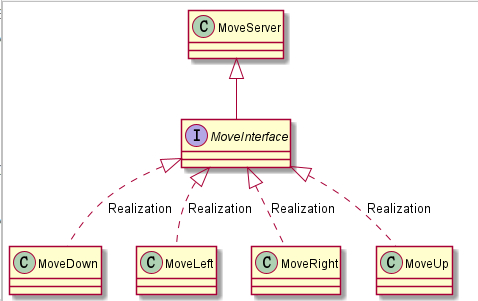 C MoveServer
I MoveInterface
Realization Realization Realization Realization
C MoveDown C MoveLeft C MoveRight C MoveUp